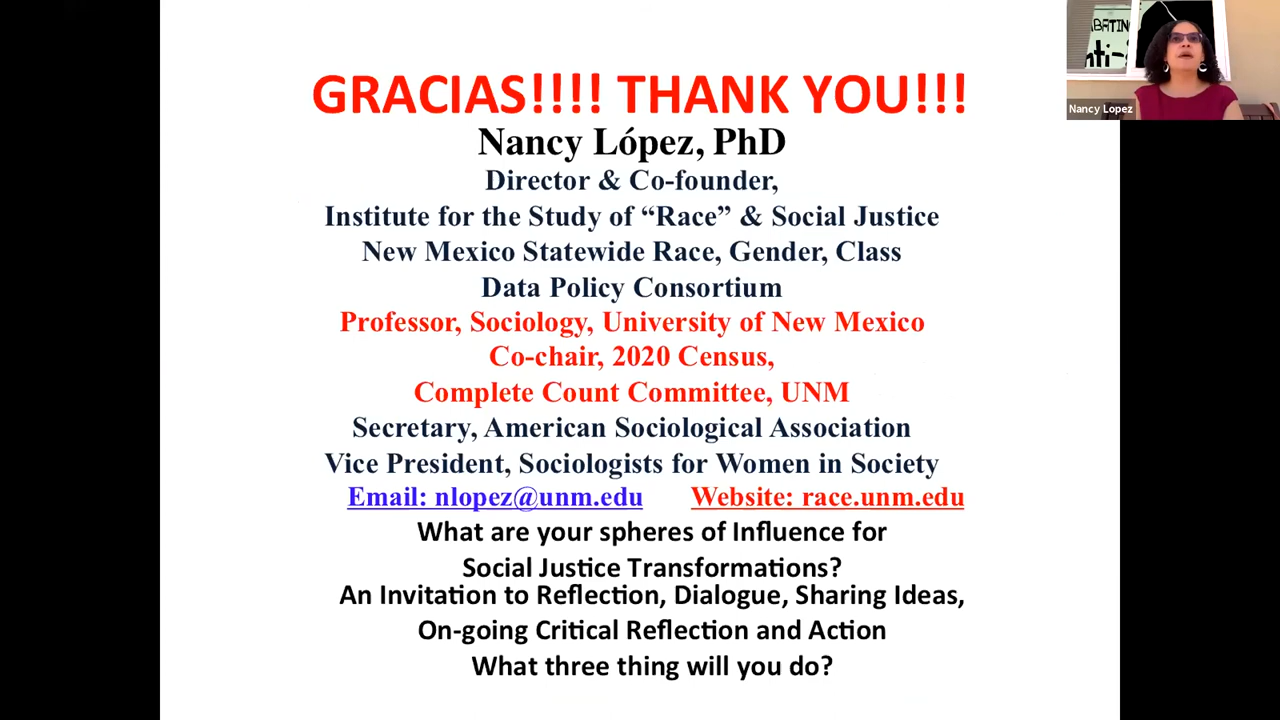 GRACIAS!!!! THANK YOU!!!
Nancy López, PhD
Director & Co-founder,
Institute for the Study of “Race” & Social Justice
New Mexico Statewide Race, Gender, Class
Data Policy Consortium
Professor, Sociology, University of New Mexico
Co-chair, 2020 Census,
Complete Count Committee, UNM
Secretary, American Sociological Association
Vice President, Sociologists for Women in Society
Email: nlopez@unm.edu Website: race.unm.edu
What are your spheres of Influence for
Social Justice Transformations?
An Invitation to Reflection, Dialogue, Sharing Ideas,
On-going Critical Reflection and Action
What three thing will you do?
Nancy Lopez